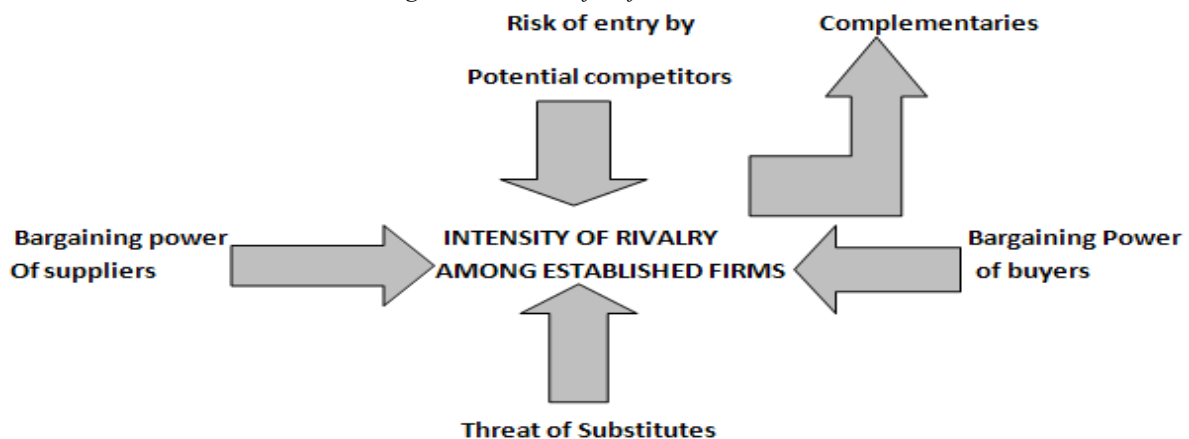 Risk of entry by
Potential competitors
Complementaries
Bargaining power
Of suppliers
INTENSITY OF RIVALRY
AMONG ESTABLISHED FIRMS
Bargaining Power
of buyers
Threat of Substitutes